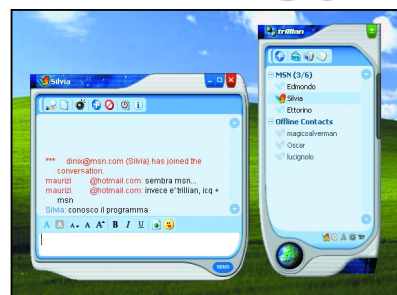 Silvia
*** dinix@msn.com (Silvia) has joined the
conversation.
maurizi @hotmail.com: sembra msn...
maurizi @hotmail.com: invece e' trillian, icq +
msn
Silvia: conosco il programma
A A A A A B I U
SEND
trillian
MSN (3/6)
Edmondo
Silvia
Ettorino
Offline Contacts
magicoalverman
Oscar
lucignolo